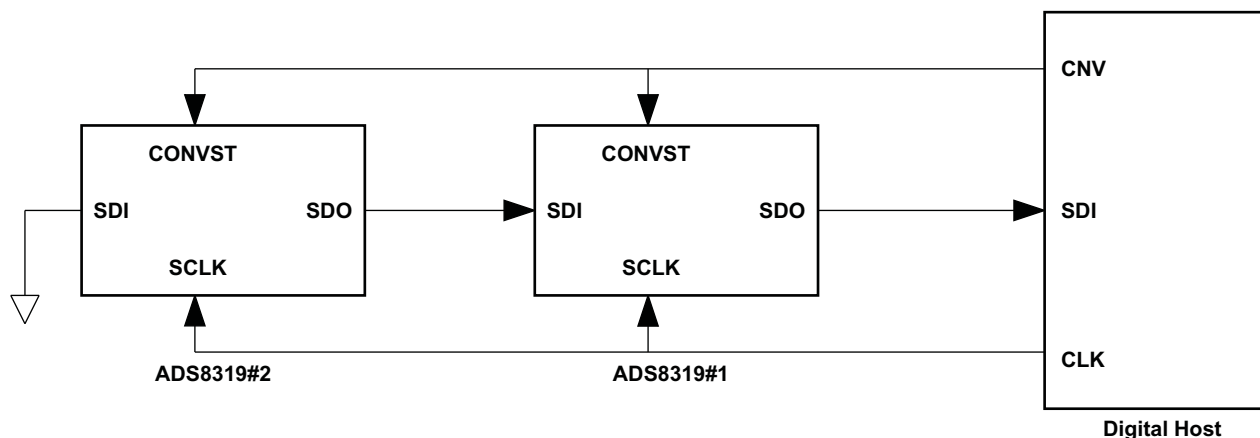 CNV
CONVST
CONVST
SDI
SDO
SDI
SDO
SDI
SCLK
SCLK
CLK
ADS8319#2
ADS8319#1
Digital Host